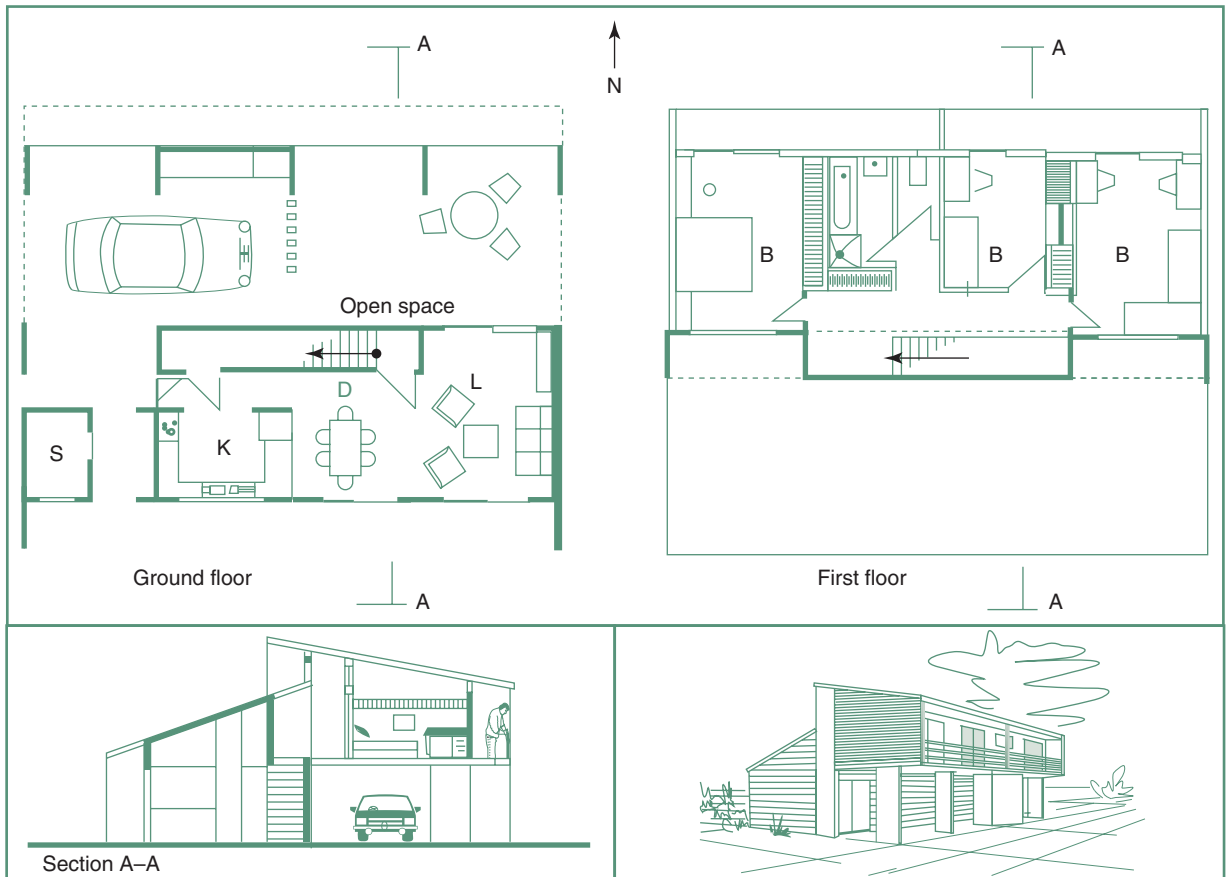 A
N
A
Open space
B
B
B
D
L
S
K
Ground floor
First floor
A
A
Section A–A